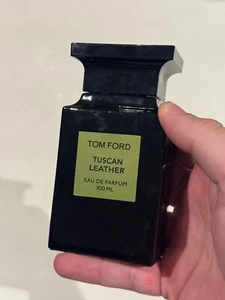 TOM FORD
TUSCAN
LEATHER
EAU DE PARFUM
100 ML